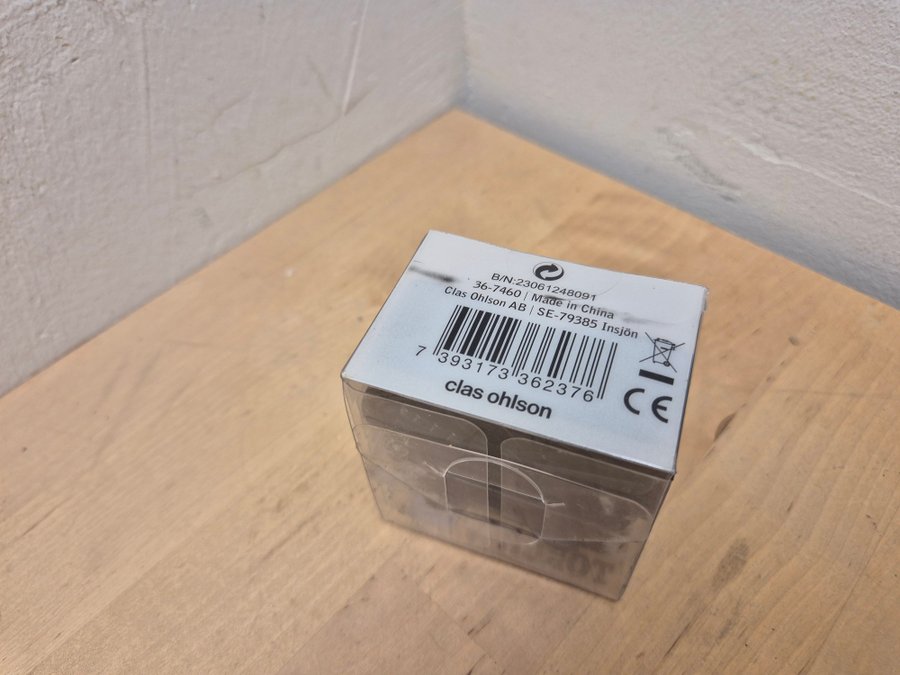 B/N:23061248091
36-7460 | Made in China
Clas Ohlson AB | SE-79385 Insjön
7 393173 362376
CE
clas ohlson